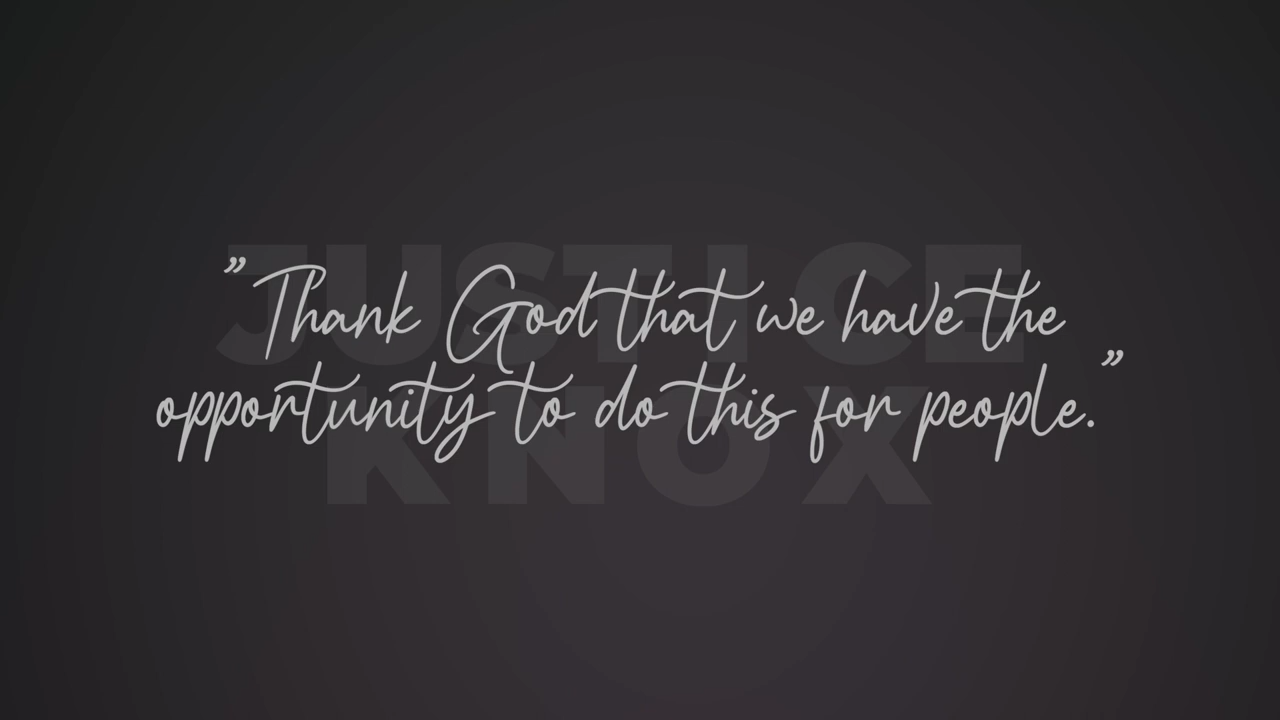 ”Thank God that we have the
opportunity to do this for people.”
JUSTICE
KNOX